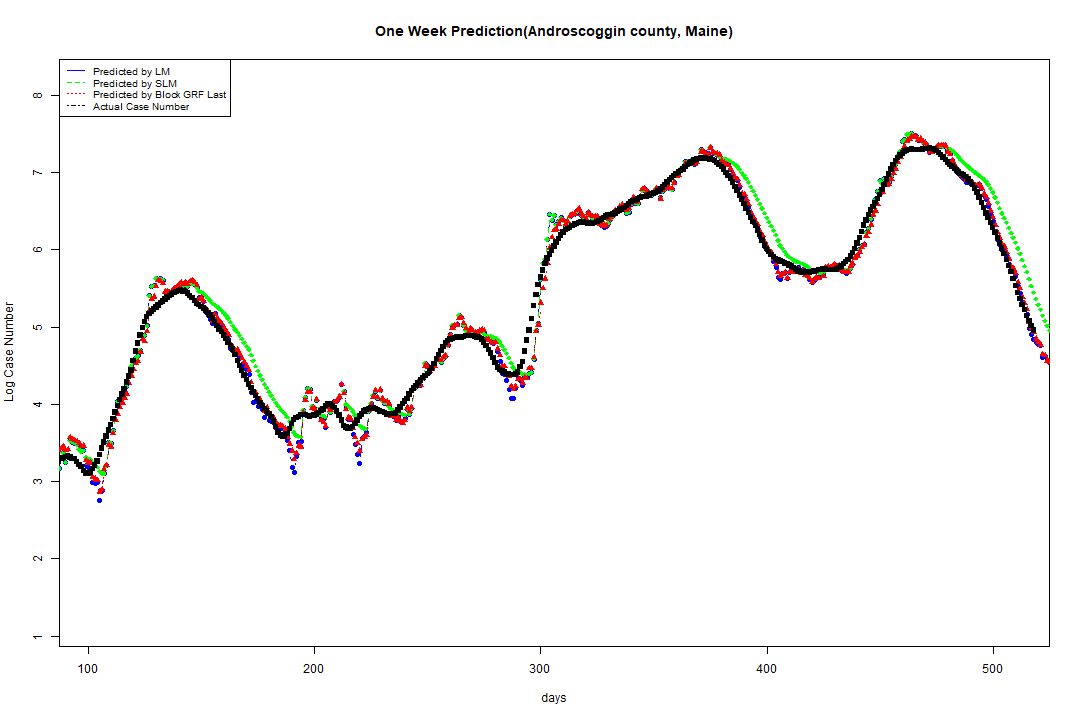 One Week Prediction(Androscoggin county, Maine)
Predicted by LM
Predicted by SLM
Predicted by Block GRF Last
Actual Case Number
8
7
6
5
4
3
2
1
Log Case Number
100 200 300 400 500
days